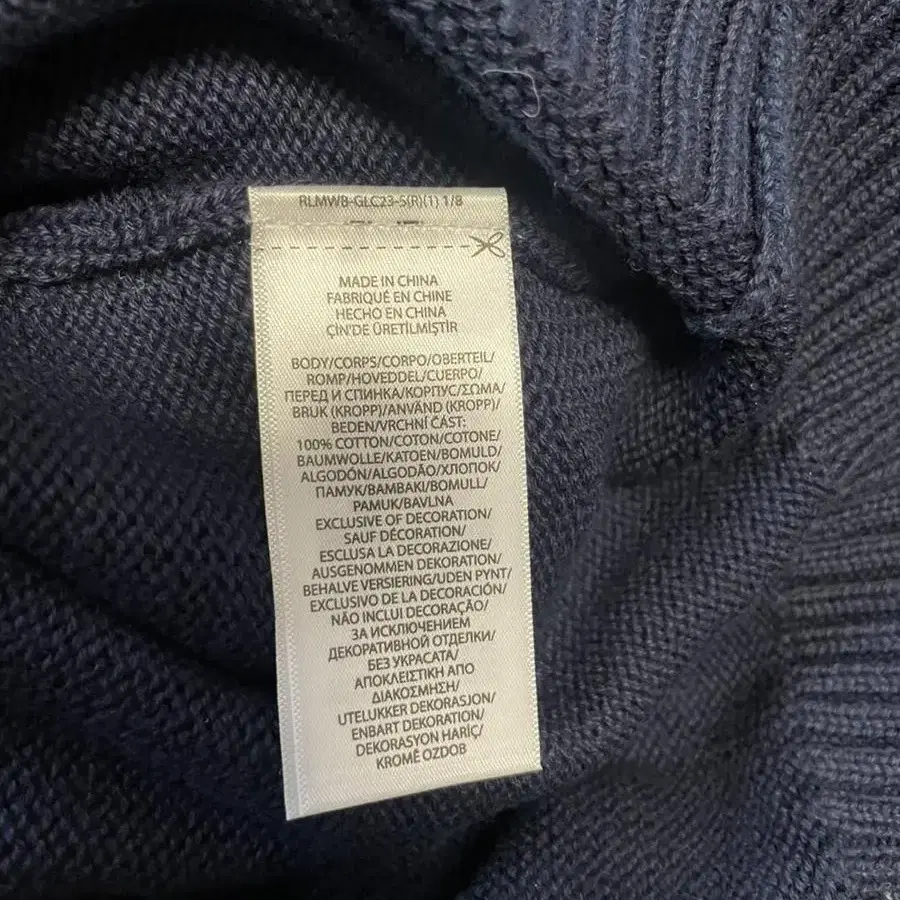 RLMWB-GLC23-5(R)(1) 1/8
MADE IN CHINA
FABRIQUÉ EN CHINE
HECHO EN CHINA
ÇİN'DE ÜRETİLMİŞTİR
BODY/CORPS/CORPO/OBERTEIL/
ROMP/HOVEDDEL/CUERPO/
ПЕРЕД И СПИНКА/КОРПУС/ΣΩΜΑ/
BRUK (KROPP)/ANVÄND (KROPP)/
BEDEN/VRCHNÍ ČÁST:
100% COTTON/COTON/COTONE/
BAUMWOLLE/KATOEN/BOMULD/
ALGODÓN/ALGODÃO/ХЛОПОК/
ПАМУК/BAMBAKI/BOMULL/
PAMUK/BAVLNA
EXCLUSIVE OF DECORATION/
SAUF DÉCORATION/
ESCLUSA LA DECORAZIONE/
AUSGENOMMEN DEKORATION/
BEHALVE VERSIERING/UDEN PYNT/
EXCLUSIVO DE LA DECORACIÓN/
NÃO INCLUI DECORAÇÃO/
ЗА ИСКЛЮЧЕНИЕМ
ДЕКОРАТИВНОЙ ОТДЕЛКИ/
БЕЗ УКРАСАТА/
ΑΠΟΚΛΕΙΣΤΙΚΗ ΑΠΟ
ΔΙΑΚΟΣΜΗΣΗ/
UTELUKKER DEKORASJON/
ENBART DEKORATION/
DEKORASYON HARİÇ/
KROMĚ OZDOB